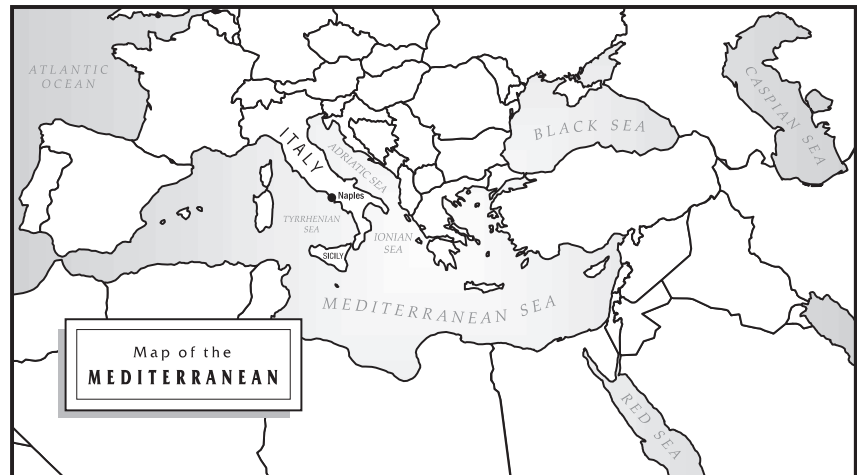 ATLANTIC
OCEAN
CASPIAN SEA
BLACK SEA
ITALY
ADRIATIC SEA
Naples
TYRRHENIAN
SEA
IONIAN
SEA
SICILY
MEDITERRANEAN SEA
Map of the
MEDITERRANEAN
RED SEA